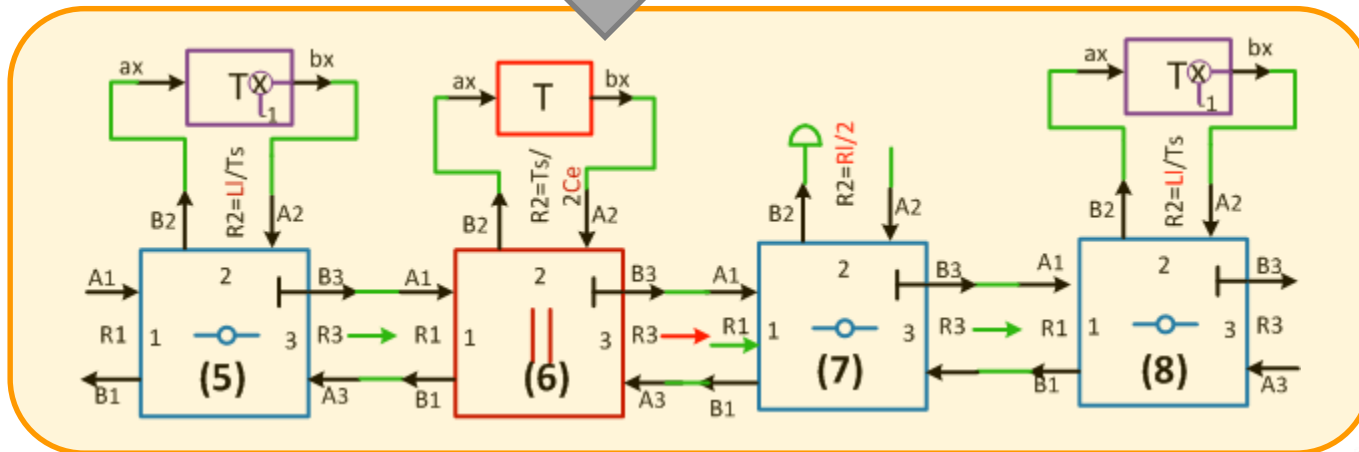 ax
T x
-1
bx
R2=Ll/Ts
B2
A2
A1
2
B3
R1
1
3
R3
(5)
B1
A3
ax
T
bx
R2=Ts/
2Ce
B2
A2
A1
2
B3
R1
1
3
R3
(6)
B1
A3
R2=Rl/2
B2
A2
A1
2
B3
R1
1
3
R3
(7)
B1
ax
T x
-1
bx
R2=Ll/Ts
B2
A2
A1
2
B3
R1
1
3
R3
(8)
B1
A3